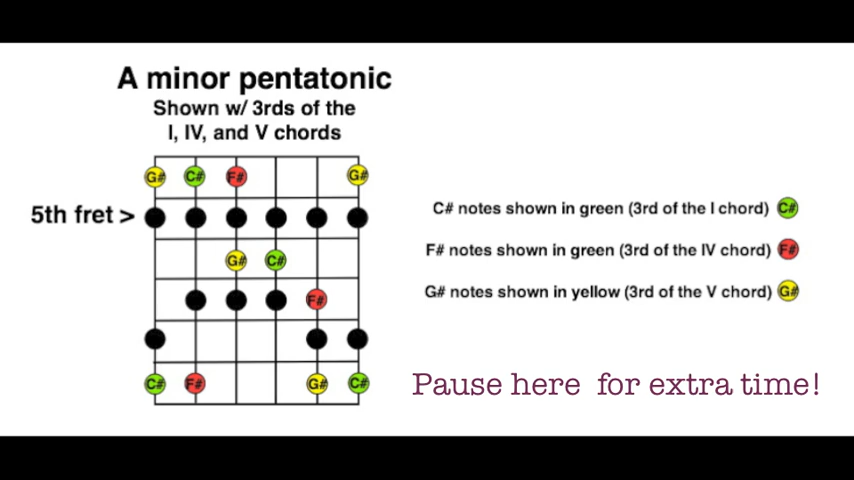 A minor pentatonic
Shown w/ 3rds of the
I, IV, and V chords
G# C# F# G#
5th fret >
G# C#
F#
C# F# G# C#
C# notes shown in green (3rd of the I chord) C#
F# notes shown in green (3rd of the IV chord) F#
G# notes shown in yellow (3rd of the V chord) G#
Pause here for extra time!